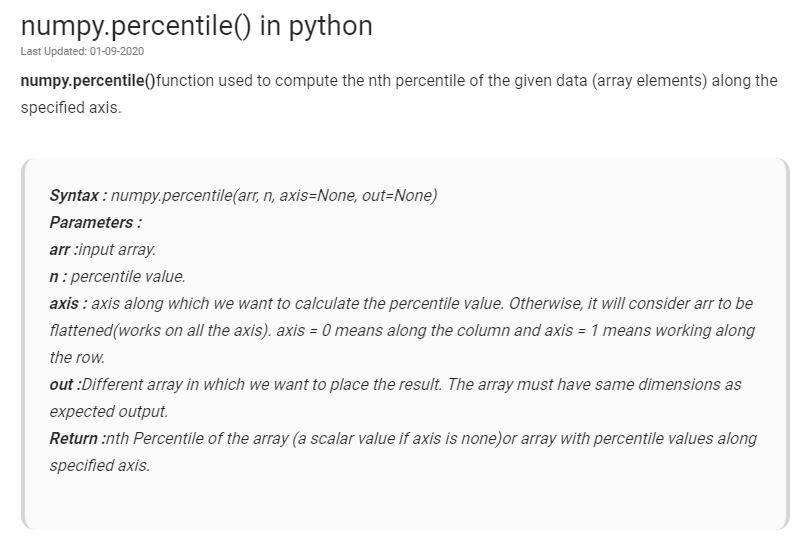 numpy.percentile() in python
Last Updated: 01-09-2020
numpy.percentile()function used to compute the nth percentile of the given data (array elements) along the
specified axis.
Syntax : numpy.percentile(arr, n, axis=None, out=None)
Parameters :
arr :input array.
n : percentile value.
axis : axis along which we want to calculate the percentile value. Otherwise, it will consider arr to be
flattened(works on all the axis). axis = 0 means along the column and axis = 1 means working along
the row.
out :Different array in which we want to place the result. The array must have same dimensions as
expected output.
Return :nth Percentile of the array (a scalar value if axis is none)or array with percentile values along
specified axis.